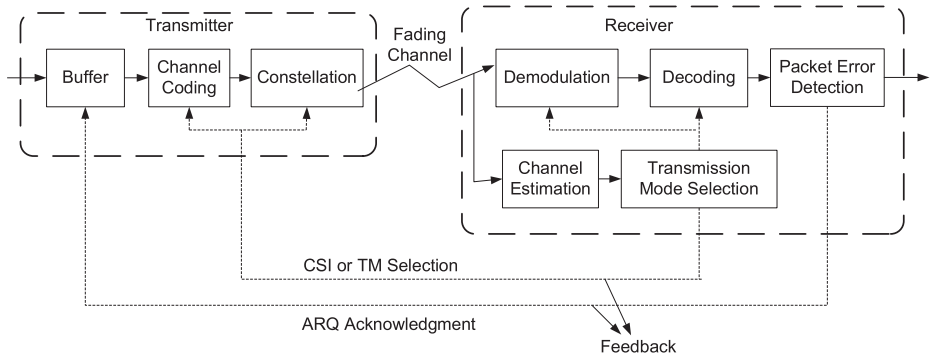 Transmitter
Receiver
Fading
Channel
Buffer
Channel
Coding
Constellation
Demodulation
Decoding
Packet Error
Detection
Channel
Estimation
Transmission
Mode Selection
CSI or TM Selection
ARQ Acknowledgment
Feedback